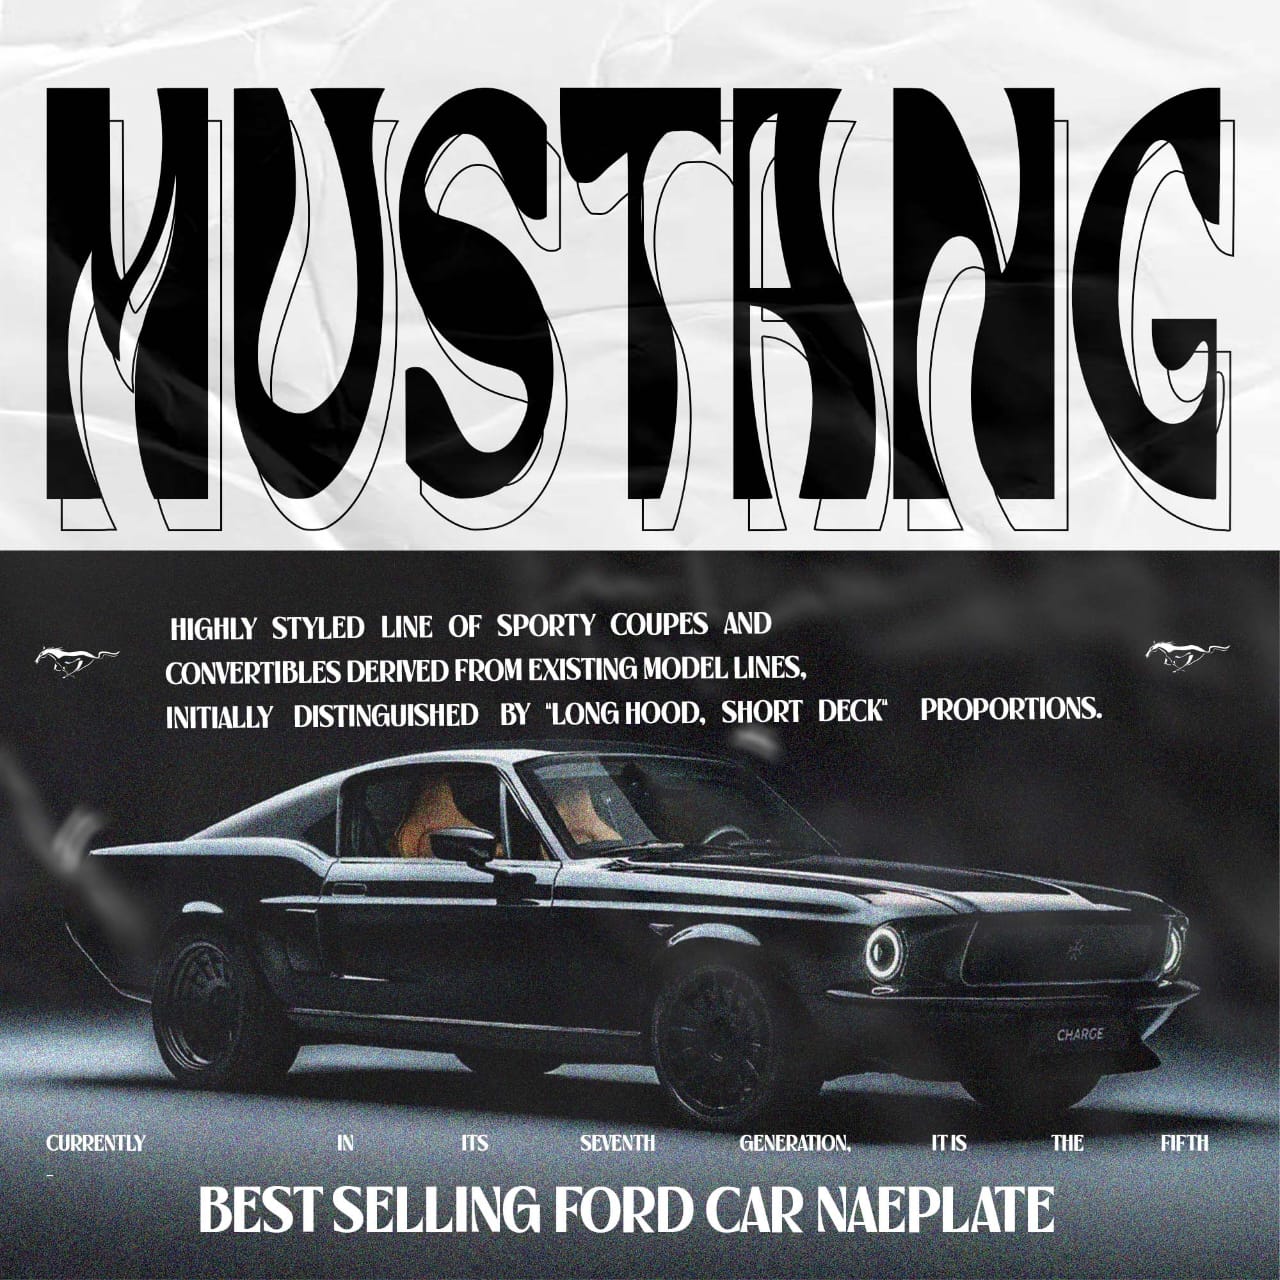 MUSTANG
HIGHLY STYLED LINE OF SPORTY COUPES AND
CONVERTIBLES DERIVED FROM EXISTING MODEL LINES,
INITIALLY DISTINGUISHED BY "LONG HOOD, SHORT DECK" PROPORTIONS.
CHARGE
CURRENTLY IN ITS SEVENTH GENERATION, IT IS THE FIFTH
-
BEST SELLING FORD CAR NAEPLATE